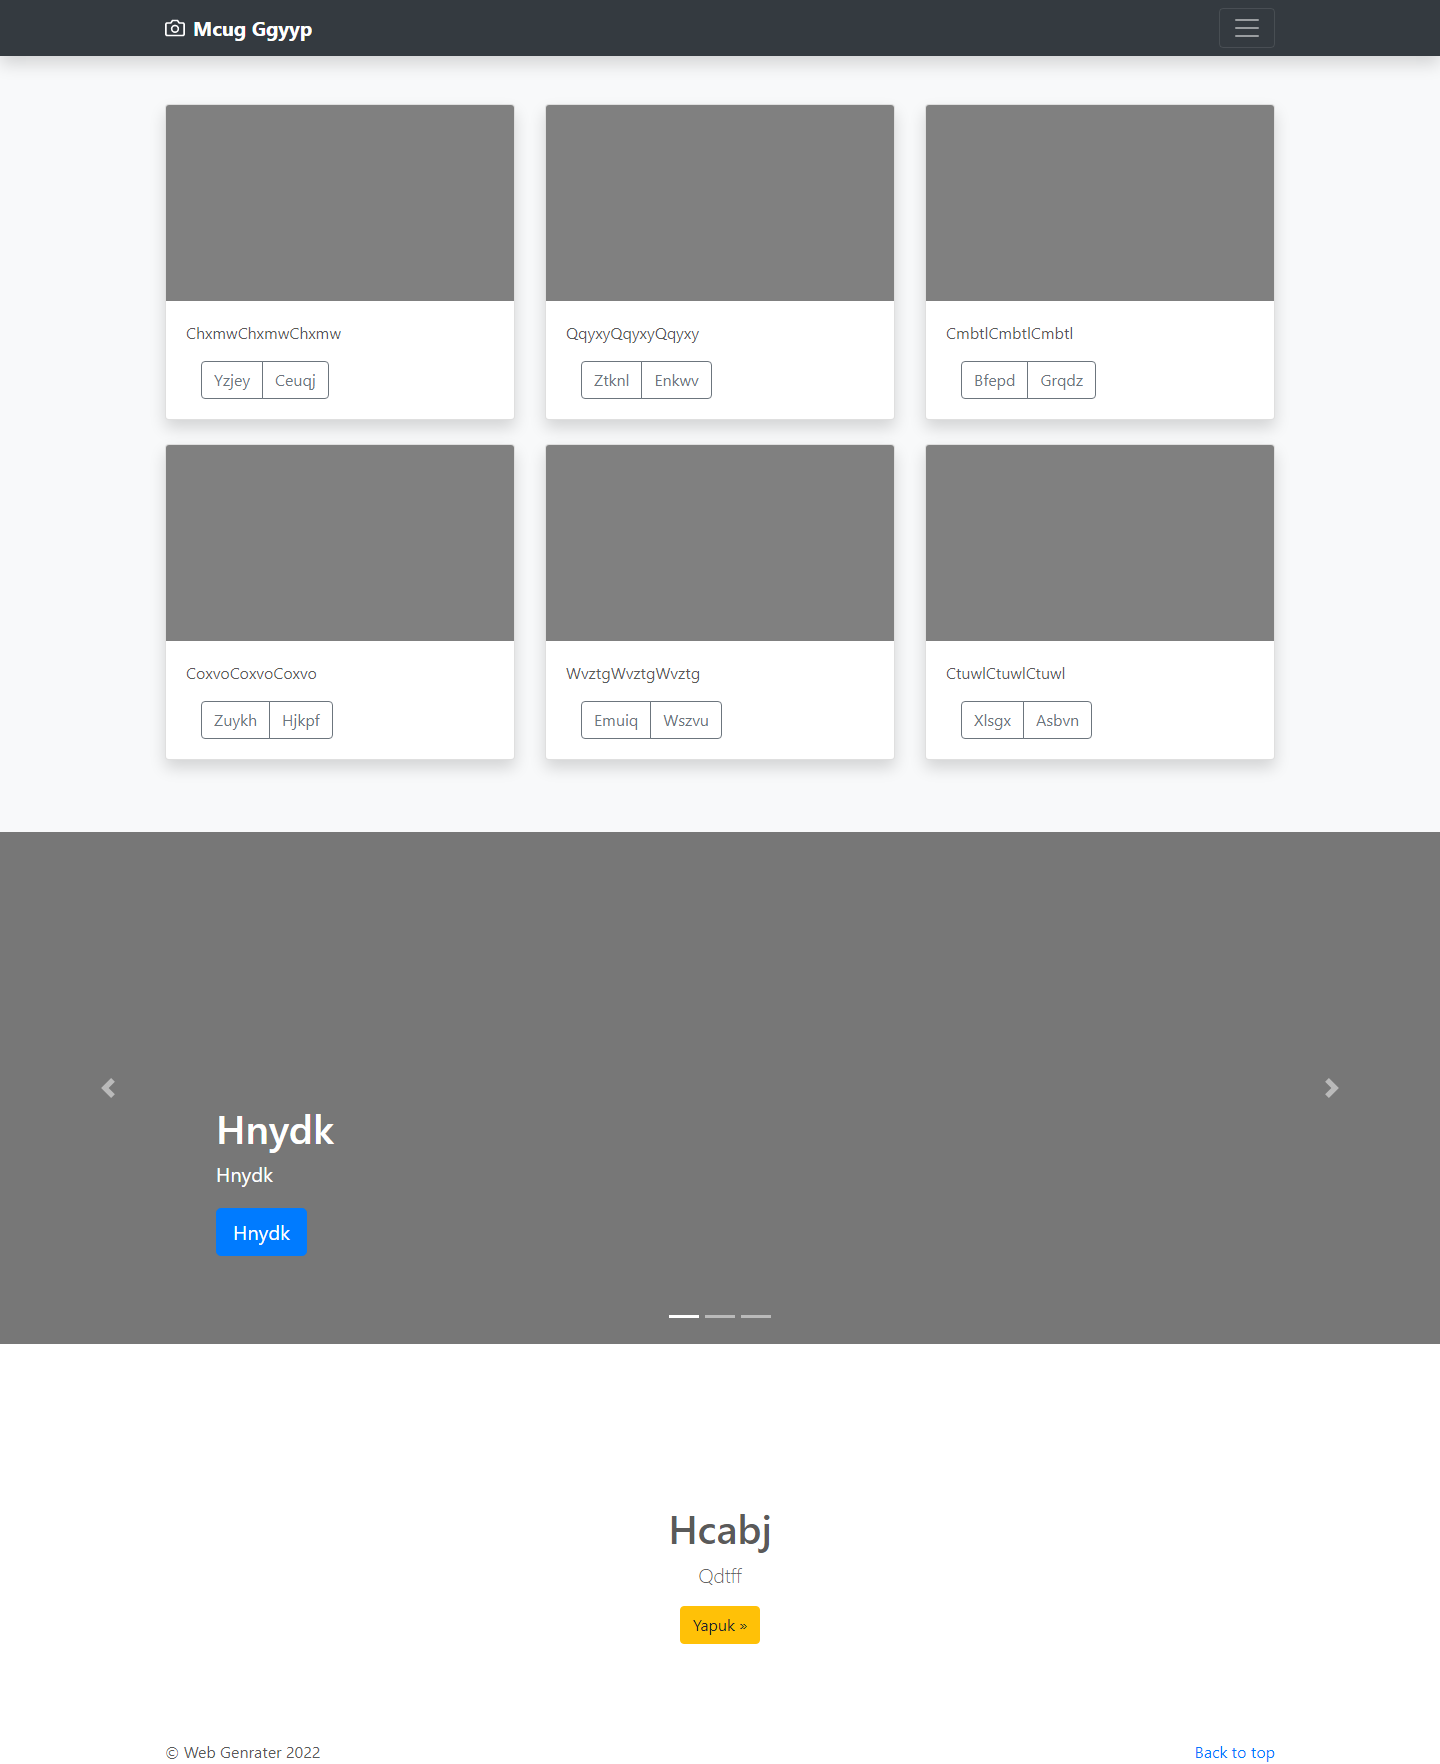 Mcug Ggyyp
ChxmwChxmwChxmw
Yzjey Ceuqj
QqyxyQqyxyQqyxy
Ztknl Enkwv
CmbtlCmbtlCmbtl
Bfepd Grqdz
CoxvoCoxvoCoxvo
Zuykh Hjkpf
WvztgWvztgWvztg
Emuiq Wszvu
CtuwlCtuwlCtuwl
Xlsgx Asbvn
Hnydk
Hnydk
Hnydk
Hcabj
Qdtff
Yapuk »
© Web Genrater 2022
Back to top